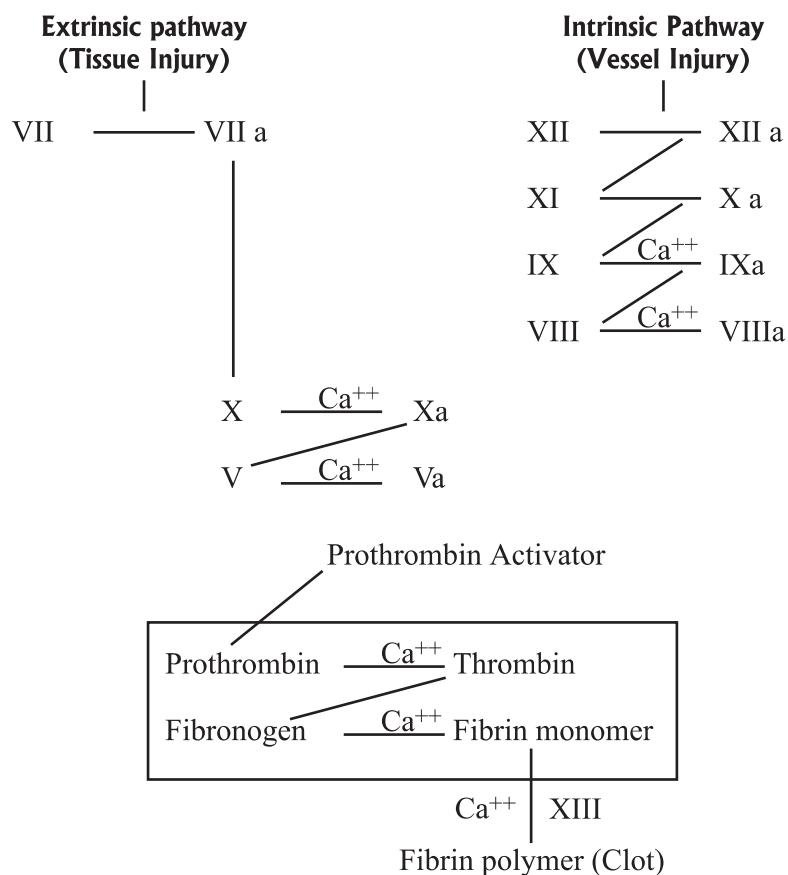 Extrinsic pathway
(Tissue Injury)
Intrinsic Pathway
(Vessel Injury)
VII VII a
XII XII a
XI X a
IX Ca++ IXa
VIII Ca++ VIIIa
X Ca++ Xa
V Ca++ Va
Prothrombin Activator
Prothrombin Ca++ Thrombin
Fibronogen Ca++ Fibrin monomer
Ca++ XIII
Fibrin polymer (Clot)